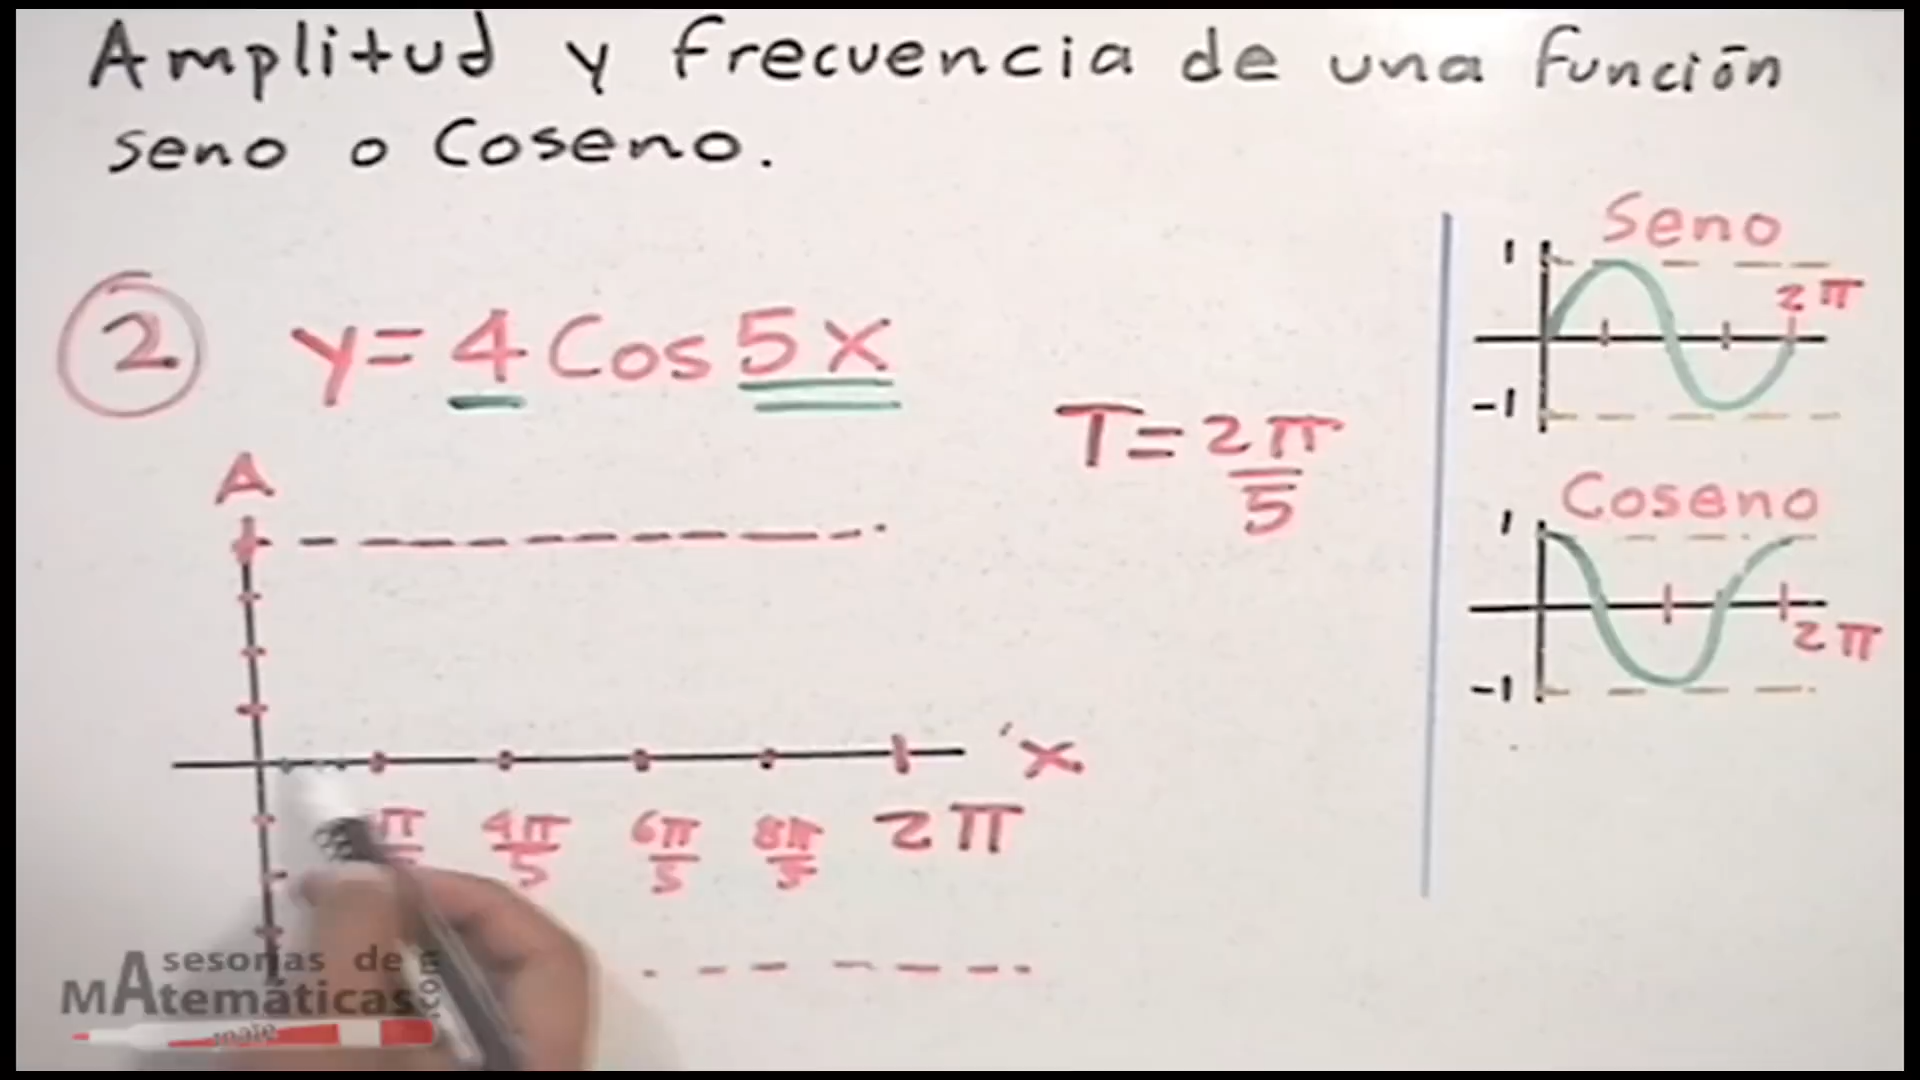 Amplitud y frecuencia de una función
seno o Coseno.
2 y = 4 Cos 5x
T = 2π/5
A
x
4π/5 6π/5 8π/5 2π
Seno
1
2π
-1
Coseno
1
2π
-1
Asesorías de
Matemáticas
.com